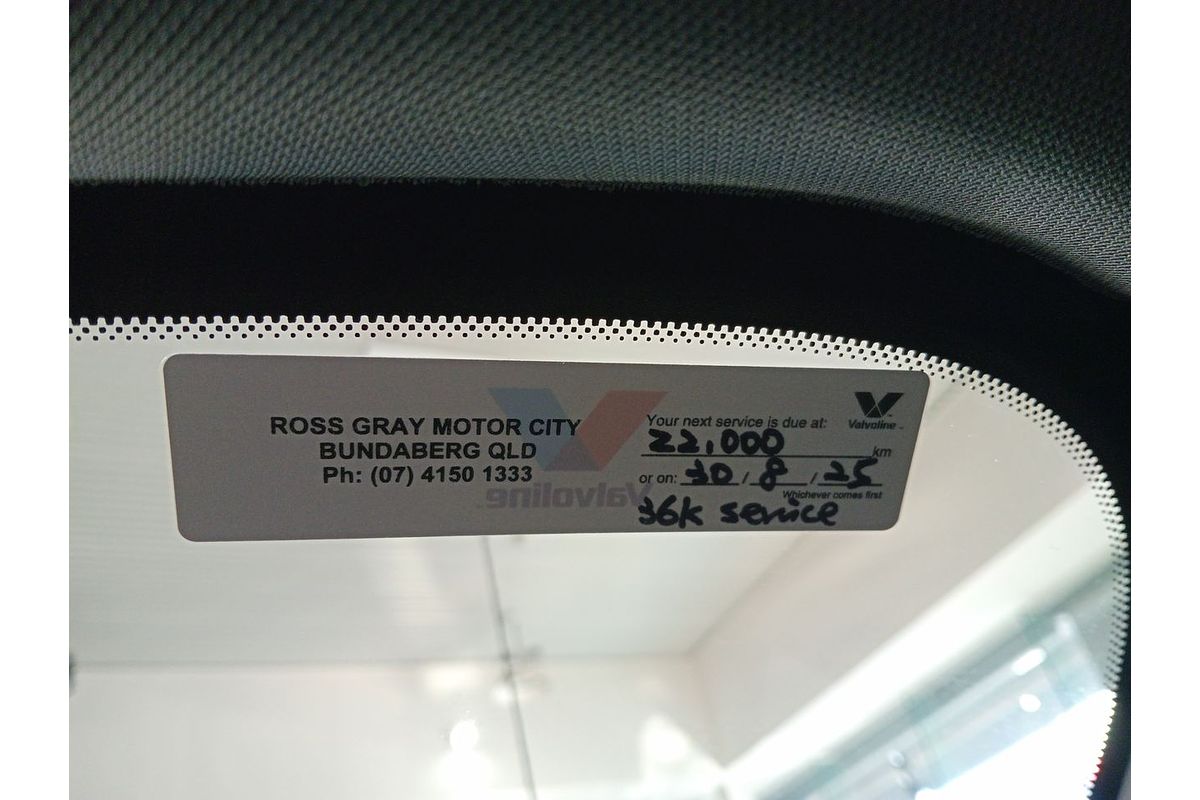 ROSS GRAY MOTOR CITY
BUNDABERG QLD
Ph: (07) 4150 1333
Valvoline
Valvoline
Your next service is due at:
22,000 km
or on: 30 / 8 / 25
Whichever comes first
36k service